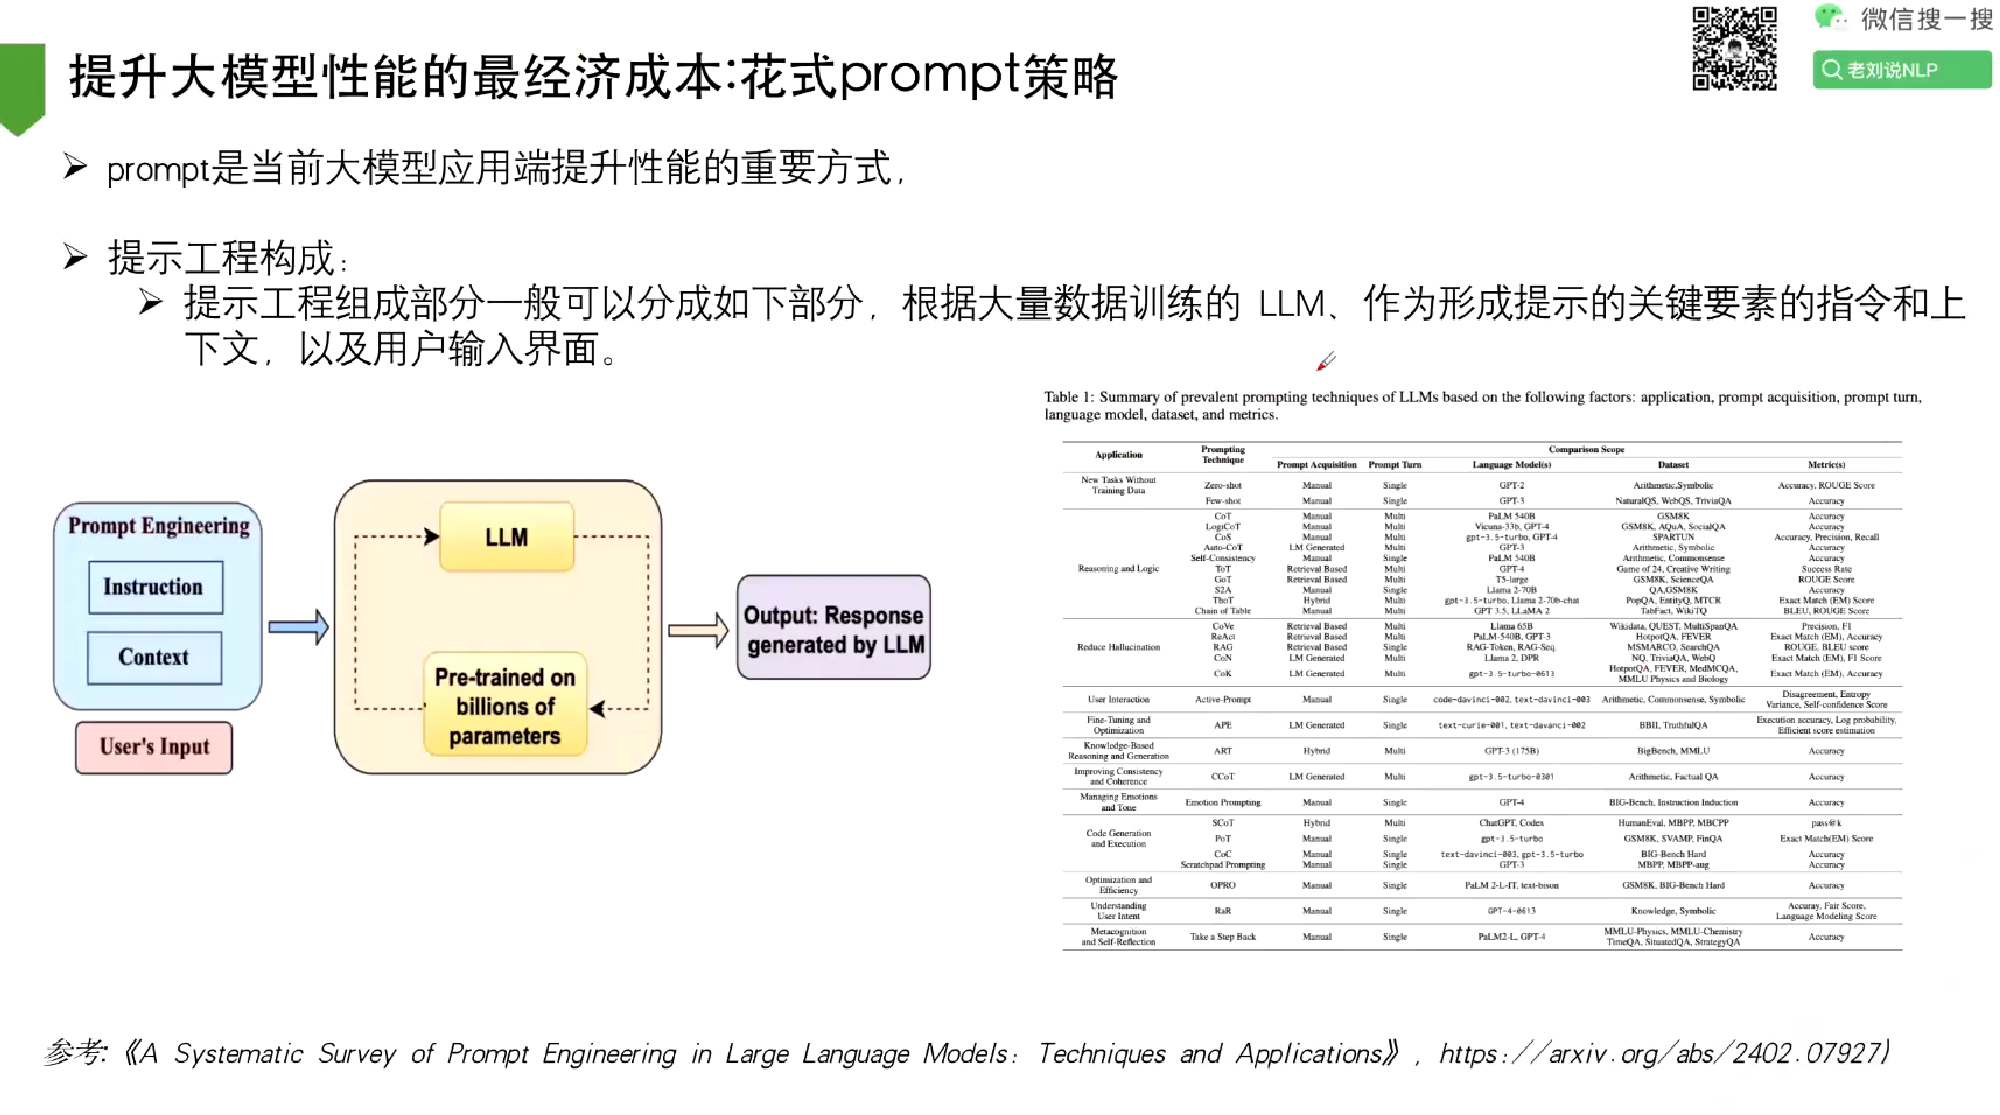 微信搜一搜
老刘说NLP
提升大模型性能的最经济成本:花式prompt策略
prompt是当前大模型应用端提升性能的重要方式，
提示工程构成：
提示工程组成部分一般可以分成如下部分，根据大量数据训练的 LLM、作为形成提示的关键要素的指令和上
下文，以及用户输入界面。
Prompt Engineering
Instruction
Context
User's Input
LLM
Pre-trained on
billions of
parameters
Output: Response
generated by LLM
Table 1: Summary of prevalent prompting techniques of LLMs based on the following factors: application, prompt acquisition, prompt turn,
language model, dataset, and metrics.
Application Prompting Technique Comparison Scope
Prompt Acquisition Prompt Turn Language Model(s) Dataset Metric(s)
New Tasks Without Training Data Zero-shot Manual Single GPT-2 Arithmetic,Symbolic Accuracy, ROUGE Score
Few-shot Manual Single GPT-3 NaturalQS, WebQS, TriviaQA Accuracy
CoT Manual Multi PaLM 540B GSM8K Accuracy
LogiCoT Manual Multi Vicuna-33b, GPT-4 GSM8K, AQuA, SocialQA Accuracy
CoS Manual Multi gpt-3.5-turbo, GPT-4 SPARTUN Accuracy, Precision, Recall
Auto-CoT LM Generated Multi GPT-3 Arithmetic, Symbolic Accuracy
Self-Consistency Manual Single PaLM 540B Arithmetic, Commonsense Accuracy
Reasoning and Logic ToT Retrieval Based Multi GPT-4 Game of 24, Creative Writing Success Rate
GoT Retrieval Based Multi T5-large GSM8K, ScienceQA ROUGE Score
S2A Manual Single Llama 2-70B QA,GSM8K Accuracy
ThoT Hybrid Multi gpt-3.5-turbo, Llama 2-70b-chat PopQA, EntityQ, MTCR Exact Match (EM) Score
Chain of Table Manual Multi GPT 3.5, LLaMA 2 TabFact, WikiTQ BLEU, ROUGE Score
CoVe Retrieval Based Multi Llama 65B Wikidata, QUEST, MultiSpanQA Precision, F1
ReAct Retrieval Based Multi PaLM-540B, GPT-3 HotpotQA, FEVER Exact Match (EM), Accuracy
Reduce Hallucination RAG Retrieval Based Single RAG-Token, RAG-Seq. MSMARCO, SearchQA ROUGE, BLEU score
CoN LM Generated Multi Llama 2, DPR NQ, TriviaQA, WebQ Exact Match (EM), F1 Score
CoK LM Generated Multi gpt-3.5-turbo-0613 HotpotQA, FEVER, MedMCQA, MMLU Physics and Biology Exact Match (EM), Accuracy
User Interaction Active-Prompt Manual Single code-davinci-002, text-davinci-003 Arithmetic, Commonsense, Symbolic Disagreement, Entropy Variance, Self-confidence Score
Fine-Tuning and Optimization APE LM Generated Single text-curie-001, text-davanci-002 BBII, TruthfulQA Execution accuracy, Log probability, Efficient score estimation
Knowledge-Based Reasoning and Generation ART Hybrid Multi GPT-3 (175B) BigBench, MMLU Accuracy
Improving Consistency and Coherence CCoT LM Generated Multi gpt-3.5-turbo-0301 Arithmetic, Factual QA Accuracy
Managing Emotions and Tone Emotion Prompting Manual Single GPT-4 BIG-Bench, Instruction Induction Accuracy
SCoT Hybrid Multi ChatGPT, Codex HumanEval, MBPP, MBCPP pass@k
Code Generation and Execution PoT Manual Single gpt-3.5-turbo GSM8K, SVAMP, FinQA Exact Match(EM) Score
CoC Manual Single text-davinci-003, gpt-3.5-turbo BIG-Bench Hard Accuracy
Scratchpad Prompting Manual Single GPT-3 MBPP, MBPP-aug Accuracy
Optimization and Efficiency OPRO Manual Single PaLM 2-L-IT, text-bison GSM8K, BIG-Bench Hard Accuracy
Understanding User Intent RaR Manual Single GPT-4-0613 Knowledge, Symbolic Accuray, Fair Score, Language Modeling Score
Metacognition and Self-Reflection Take a Step Back Manual Single PaLM2-L, GPT-4 MMLU-Physics, MMLU-Chemistry TimeQA, SituatedQA, StrategyQA Accuracy
参考:《A Systematic Survey of Prompt Engineering in Large Language Models: Techniques and Applications》, https://arxiv.org/abs/2402.07927)